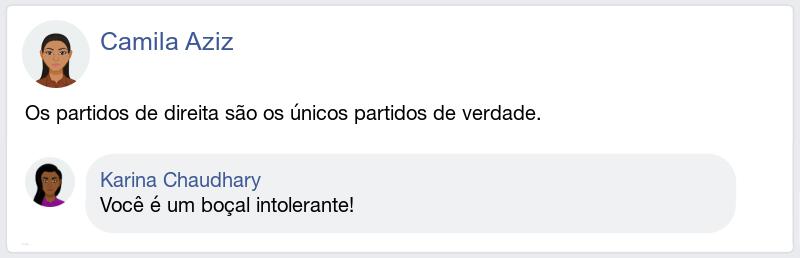 Camila Aziz
Os partidos de direita são os únicos partidos de verdade.
Karina Chaudhary
Você é um boçal intolerante!